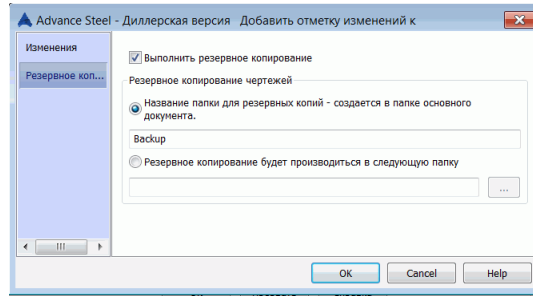 Advance Steel - Диллерская версия Добавить отметку изменений к
Изменения
Резервное коп...
Выполнить резервное копирование
Резервное копирование чертежей
Название папки для резервных копий - создается в папке основного
документа.
Backup
Резервное копирование будет производиться в следующую папку
...
OK Cancel Help